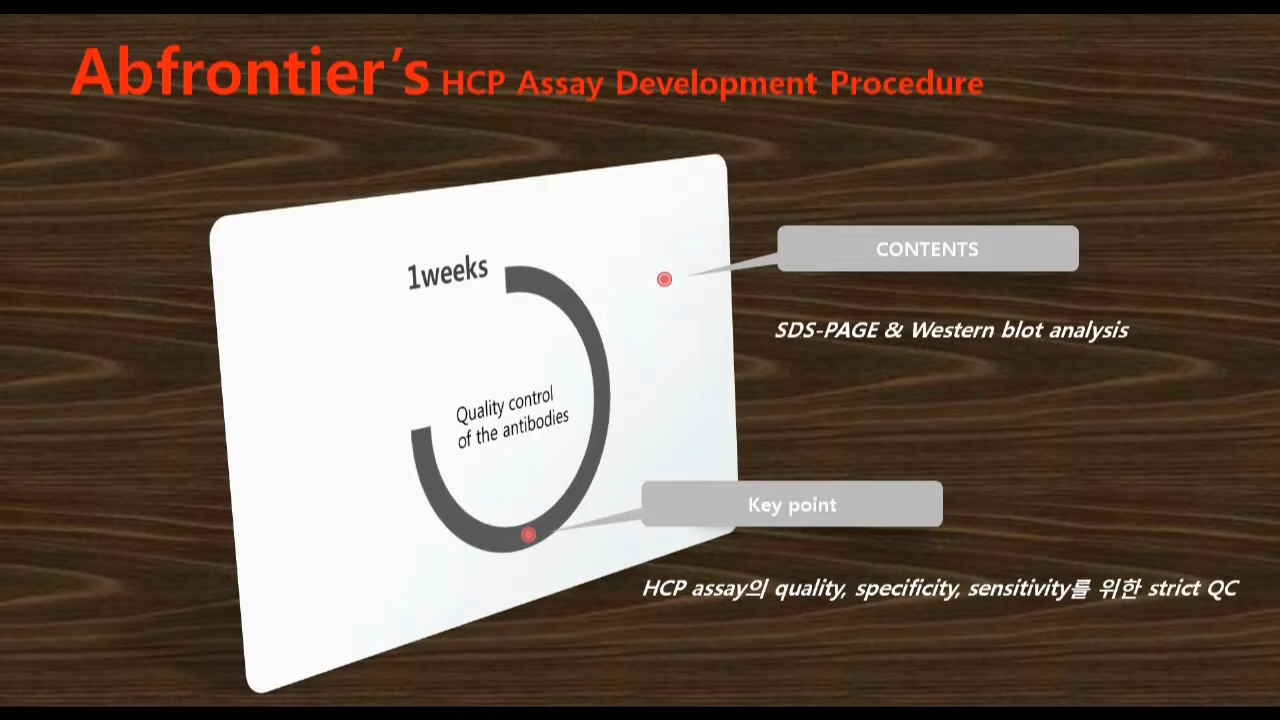 Abfrontier’s HCP Assay Development Procedure
1weeks
Quality control
of the antibodies
CONTENTS
SDS-PAGE & Western blot analysis
Key point
HCP assay의 quality, specificity, sensitivity를 위한 strict QC